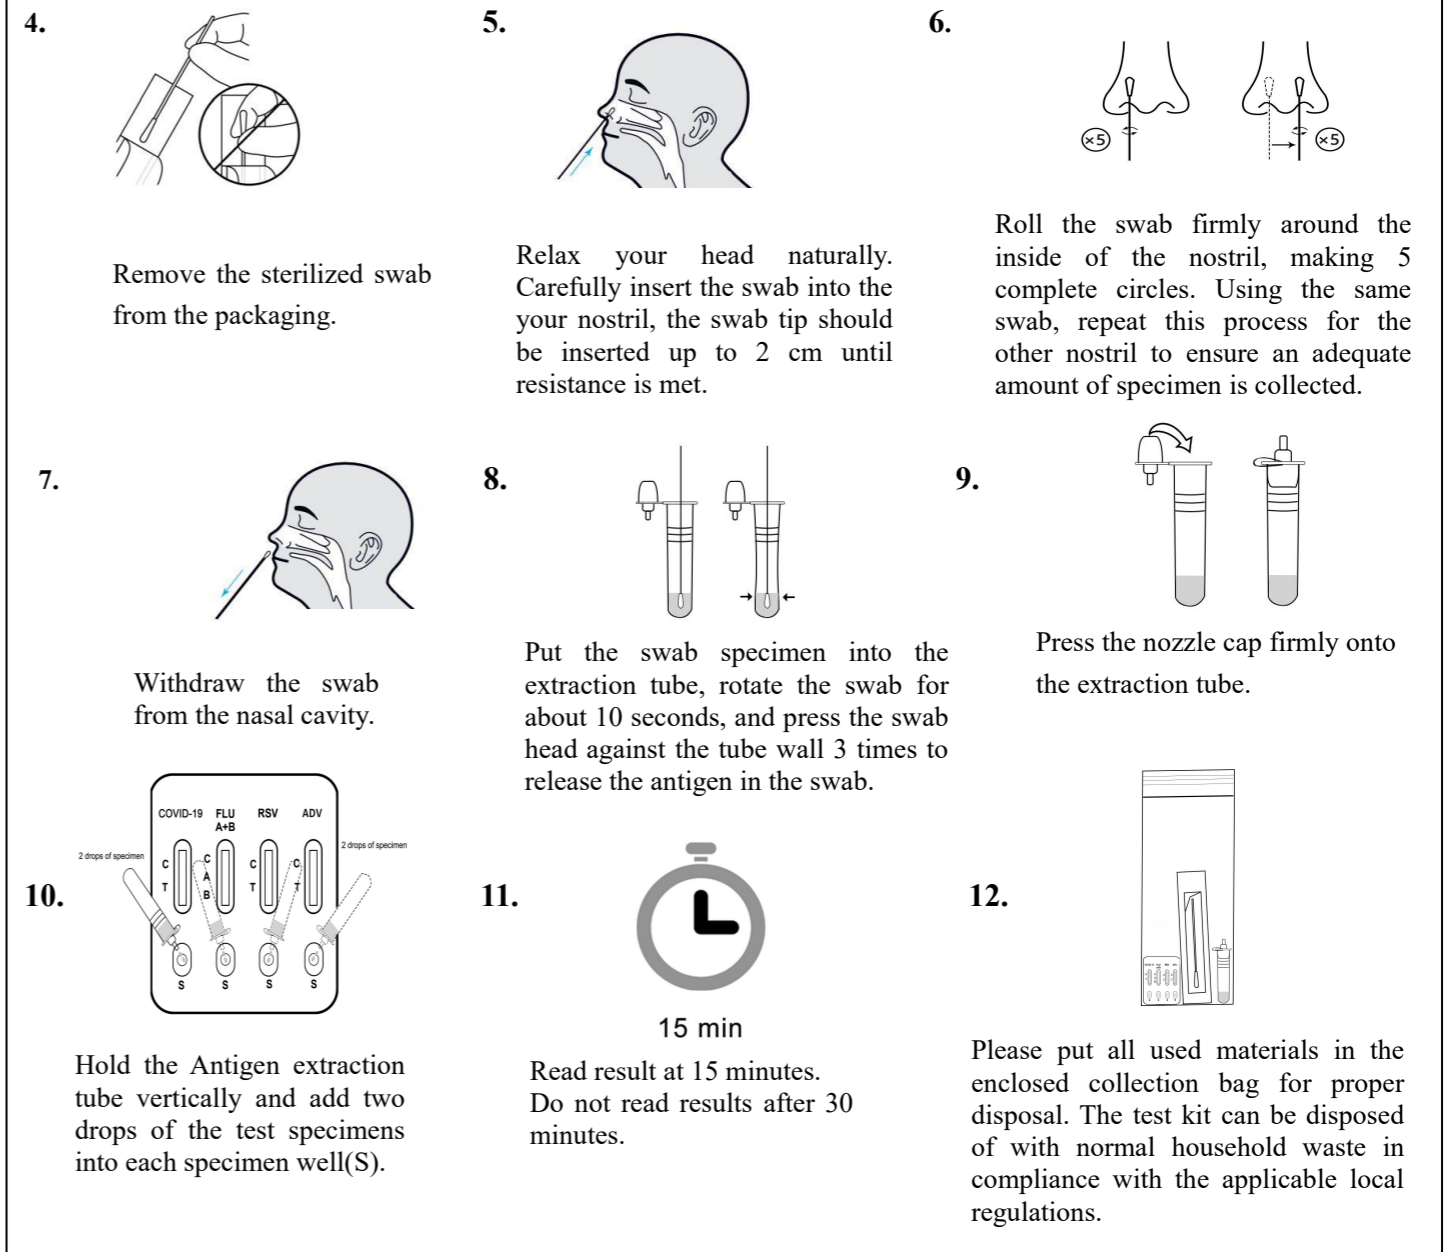 4.
Remove the sterilized swab
from the packaging.
5.
Relax your head naturally.
Carefully insert the swab into the
your nostril, the swab tip should
be inserted up to 2 cm until
resistance is met.
6.
×5
×5
Roll the swab firmly around the
inside of the nostril, making 5
complete circles. Using the same
swab, repeat this process for the
other nostril to ensure an adequate
amount of specimen is collected.
7.
Withdraw the swab
from the nasal cavity.
8.
Put the swab specimen into the
extraction tube, rotate the swab for
about 10 seconds, and press the swab
head against the tube wall 3 times to
release the antigen in the swab.
9.
Press the nozzle cap firmly onto
the extraction tube.
10.
COVID-19 FLU A+B RSV ADV
2 drops of specimen
2 drops of specimen
C C C C
T A T T
B
S S S S
Hold the Antigen extraction
tube vertically and add two
drops of the test specimens
into each specimen well(S).
11.
15 min
Read result at 15 minutes.
Do not read results after 30
minutes.
12.
Please put all used materials in the
enclosed collection bag for proper
disposal. The test kit can be disposed
of with normal household waste in
compliance with the applicable local
regulations.